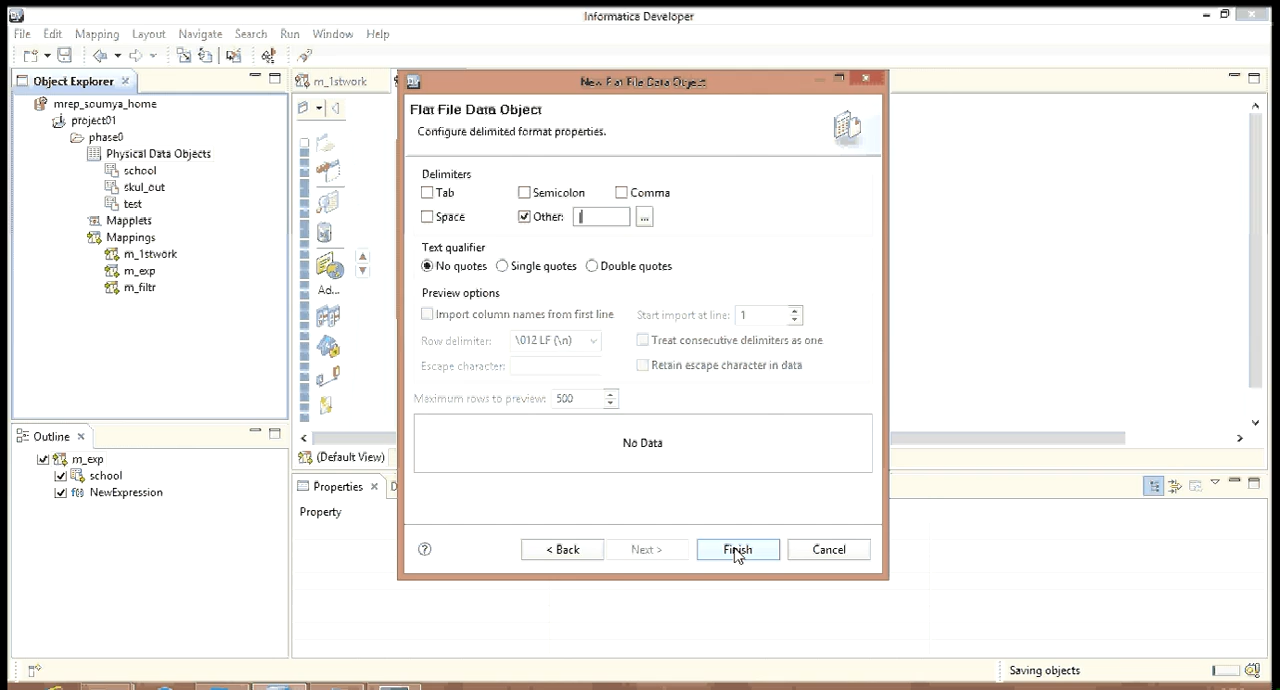 Informatica Developer
File Edit Mapping Layout Navigate Search Run Window Help
Object Explorer
m_1stwork
New Flat File Data Object
mrep_soumya_home
project01
phase0
Physical Data Objects
school
skul_out
test
Mapplets
Mappings
m_1stwork
m_exp
m_filtr
Ad...
Flat File Data Object
Configure delimited format properties.
Delimiters
Tab Semicolon Comma
Space Other: | ...
Text qualifier
No quotes Single quotes Double quotes
Preview options
Import column names from first line Start import at line: 1
Row delimiter: \012 LF (\n) Treat consecutive delimiters as one
Escape character: Retain escape character in data
Maximum rows to preview: 500
No Data
< Back Next > Finish Cancel
Outline
m_exp
school
NewExpression
(Default View)
Properties D
Property
Saving objects